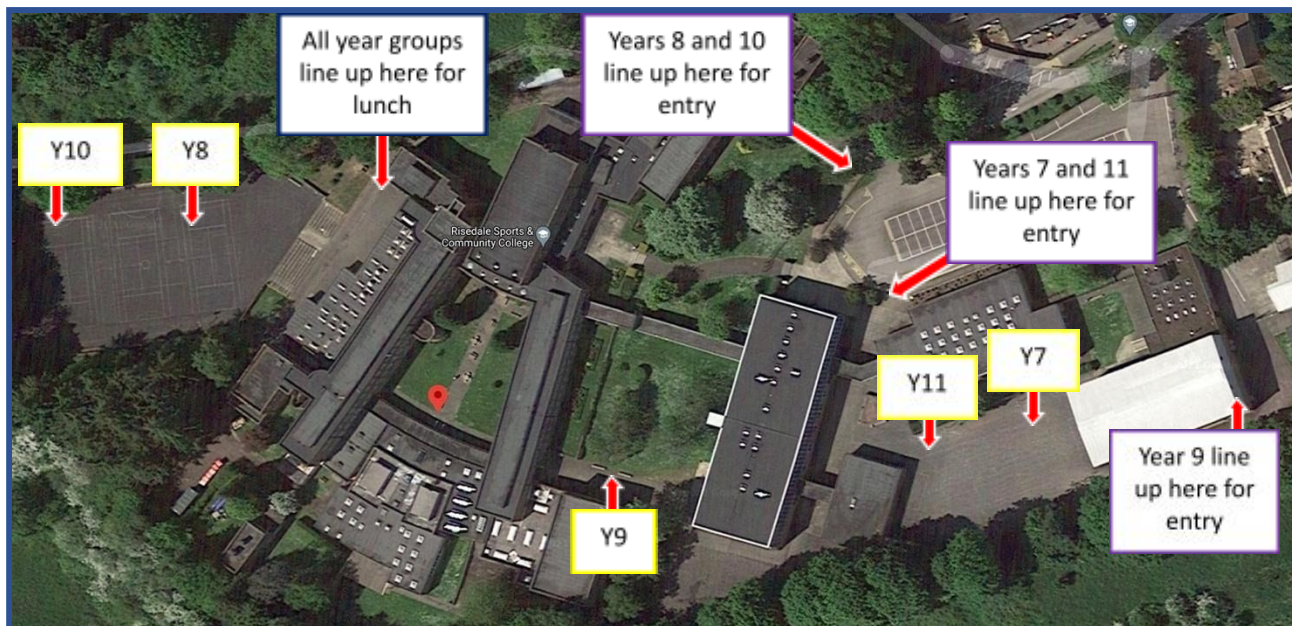 All year groups
line up here for
lunch
Years 8 and 10
line up here for
entry
Y10
Y8
Years 7 and 11
line up here for
entry
Risedale Sports &
Community College
Y11
Y7
Year 9 line
up here for
entry
Y9